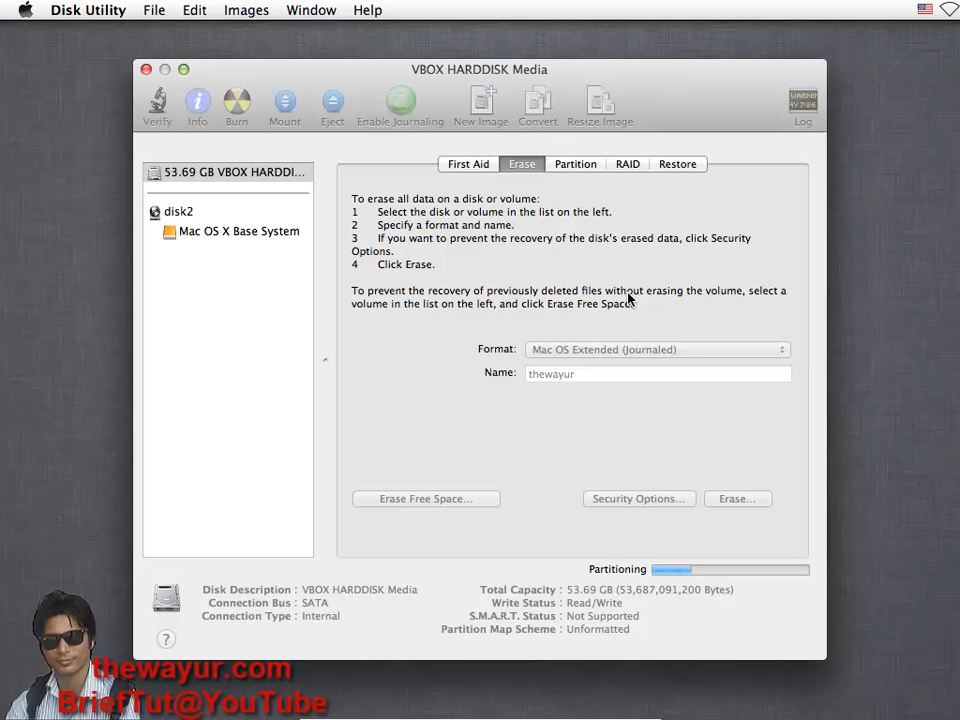 Disk Utility File Edit Images Window Help
VBOX HARDDISK Media
Verify Info Burn Mount Eject Enable Journaling New Image Convert Resize Image Log
WARNIN
AY 7:36
53.69 GB VBOX HARDDI...
disk2
Mac OS X Base System
First Aid Erase Partition RAID Restore
To erase all data on a disk or volume:
1 Select the disk or volume in the list on the left.
2 Specify a format and name.
3 If you want to prevent the recovery of the disk's erased data, click Security
Options.
4 Click Erase.
To prevent the recovery of previously deleted files without erasing the volume, select a
volume in the list on the left, and click Erase Free Space.
Format: Mac OS Extended (Journaled)
Name: thewayur
Erase Free Space... Security Options... Erase...
Partitioning
Disk Description : VBOX HARDDISK Media
Connection Bus : SATA
Connection Type : Internal
Total Capacity : 53.69 GB (53,687,091,200 Bytes)
Write Status : Read/Write
S.M.A.R.T. Status : Not Supported
Partition Map Scheme : Unformatted
?
thewayur.com
BriefTut@YouTube